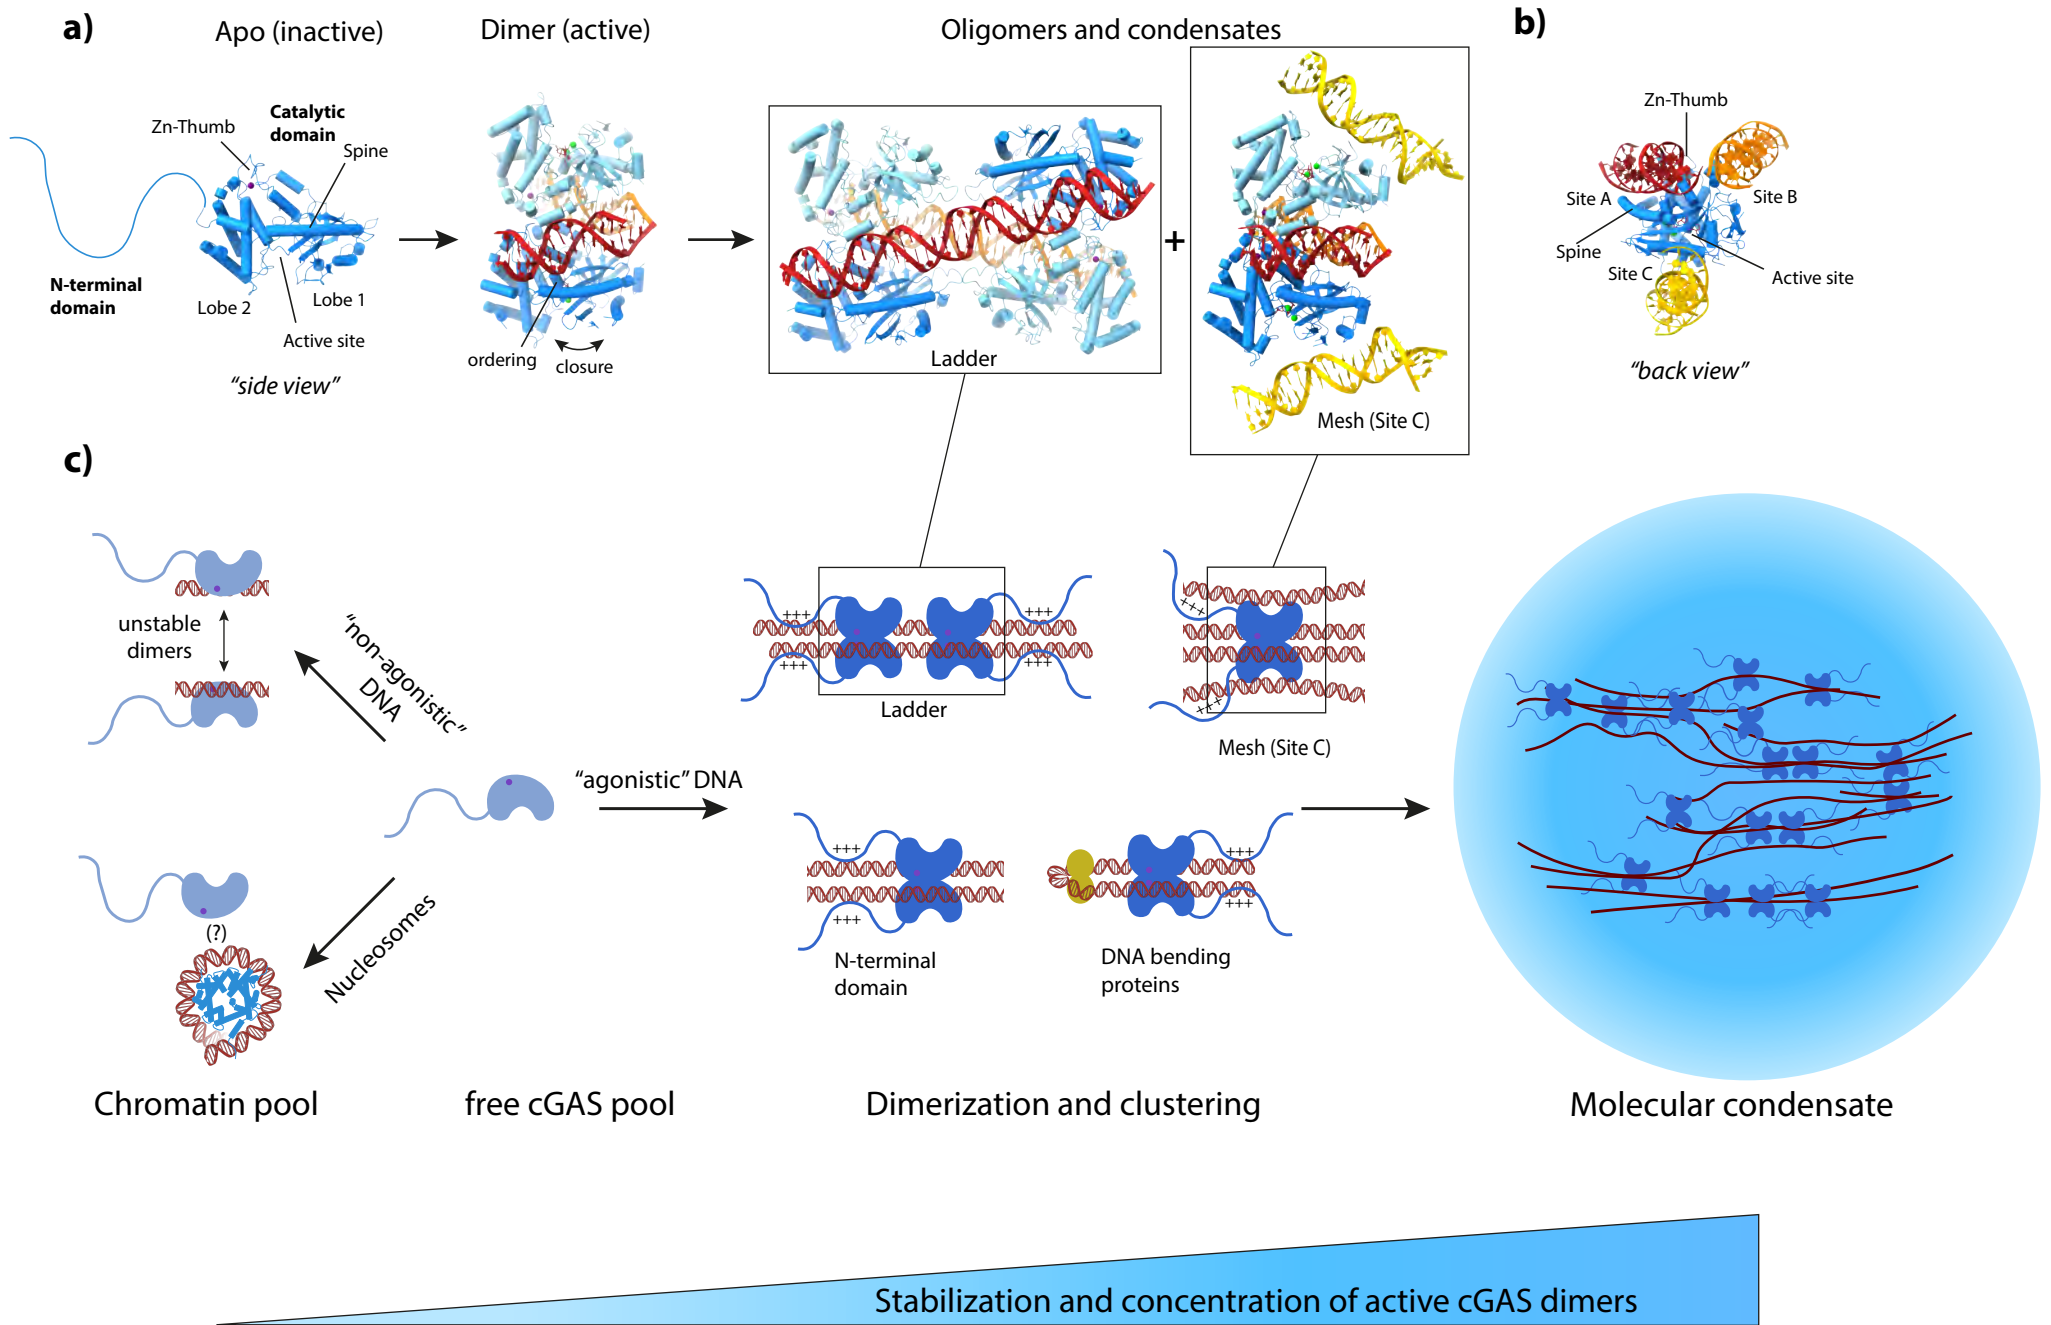 a)
Apo (inactive)
Dimer (active)
Oligomers and condensates
b)
Zn-Thumb
Catalytic
domain
Spine
N-terminal
domain
Lobe 2
Lobe 1
Active site
"side view"
ordering
closure
Ladder
+
Mesh (Site C)
Zn-Thumb
Site A
Site B
Spine
Site C
Active site
"back view"
c)
unstable
dimers
"non-agonistic"
DNA
"agonistic" DNA
(?)
Nucleosomes
+++
+++
+++
+++
Ladder
+++
+++
Mesh (Site C)
+++
+++
N-terminal
domain
+++
+++
DNA bending
proteins
Chromatin pool
free cGAS pool
Dimerization and clustering
Molecular condensate
Stabilization and concentration of active cGAS dimers